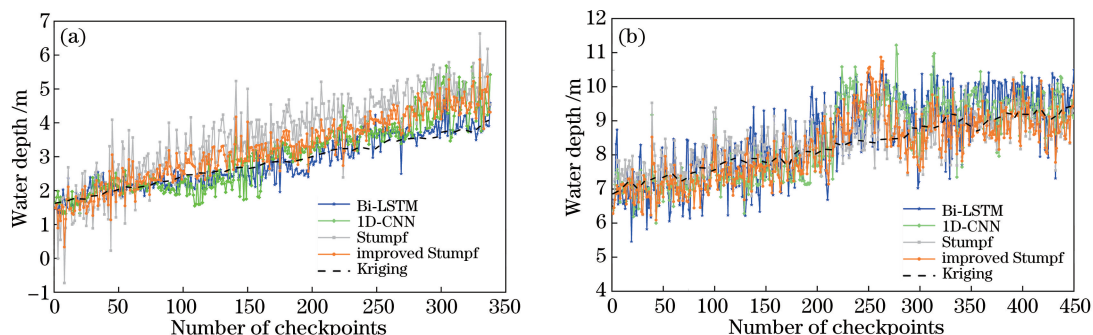 (a)
Water depth /m
7
6
5
4
3
2
1
0
−1
0
50
100
150
200
250
300
350
Number of checkpoints
Bi-LSTM
1D-CNN
Stumpf
improved Stumpf
Kriging
(b)
Water depth /m
12
11
10
9
8
7
6
5
4
0
50
100
150
200
250
300
350
400
450
Number of checkpoints
Bi-LSTM
1D-CNN
Stumpf
improved Stumpf
Kriging